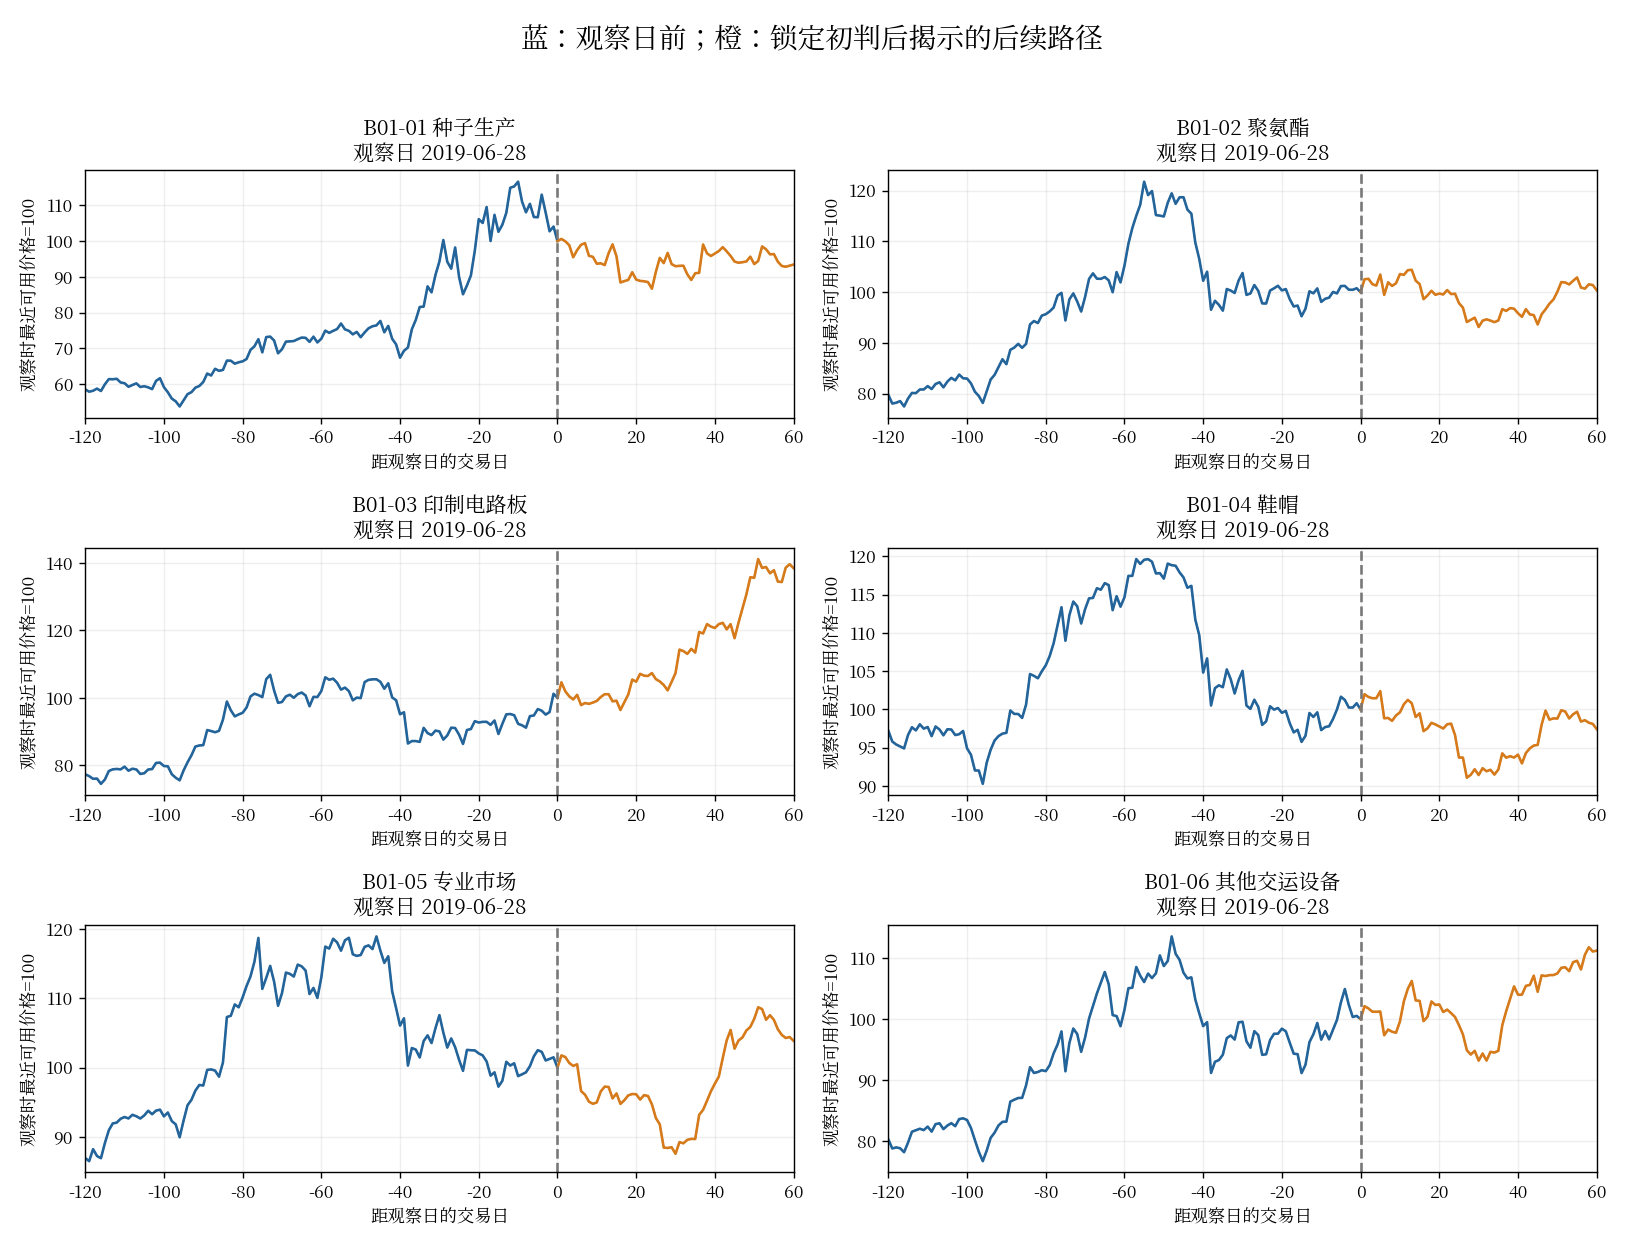 蓝：观察日前；橙：锁定初判后揭示的后续路径
B01-01 种子生产
观察日 2019-06-28
观察时最近可用价格=100
110
100
90
80
70
60
-120 -100 -80 -60 -40 -20 0 20 40 60
距观察日的交易日
B01-02 聚氨酯
观察日 2019-06-28
观察时最近可用价格=100
120
110
100
90
80
-120 -100 -80 -60 -40 -20 0 20 40 60
距观察日的交易日
B01-03 印制电路板
观察日 2019-06-28
观察时最近可用价格=100
140
120
100
80
-120 -100 -80 -60 -40 -20 0 20 40 60
距观察日的交易日
B01-04 鞋帽
观察日 2019-06-28
观察时最近可用价格=100
120
115
110
105
100
95
90
-120 -100 -80 -60 -40 -20 0 20 40 60
距观察日的交易日
B01-05 专业市场
观察日 2019-06-28
观察时最近可用价格=100
120
110
100
90
-120 -100 -80 -60 -40 -20 0 20 40 60
距观察日的交易日
B01-06 其他交运设备
观察日 2019-06-28
观察时最近可用价格=100
110
100
90
80
-120 -100 -80 -60 -40 -20 0 20 40 60
距观察日的交易日